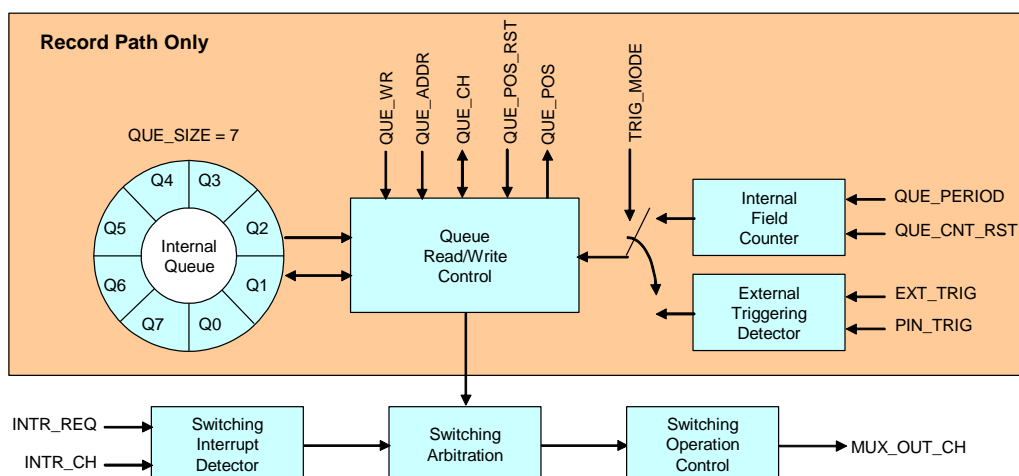 Record Path Only
QUE_SIZE = 7
QUE_WR
QUE_ADDR
QUE_CH
QUE_POS_RST
QUE_POS
TRIG_MODE
Q4
Q3
Q5
Q2
Q6
Q1
Q7
Q0
Internal
Queue
Queue
Read/Write
Control
Internal
Field
Counter
QUE_PERIOD
QUE_CNT_RST
External
Triggering
Detector
EXT_TRIG
PIN_TRIG
INTR_REQ
INTR_CH
Switching
Interrupt
Detector
Switching
Arbitration
Switching
Operation
Control
MUX_OUT_CH